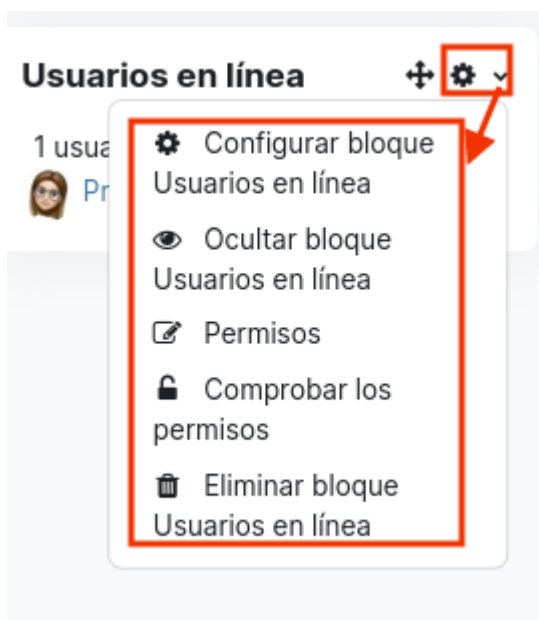 Usuarios en línea
1 usua
Pr
Configurar bloque
Usuarios en línea
Ocultar bloque
Usuarios en línea
Permisos
Comprobar los
permisos
Eliminar bloque
Usuarios en línea